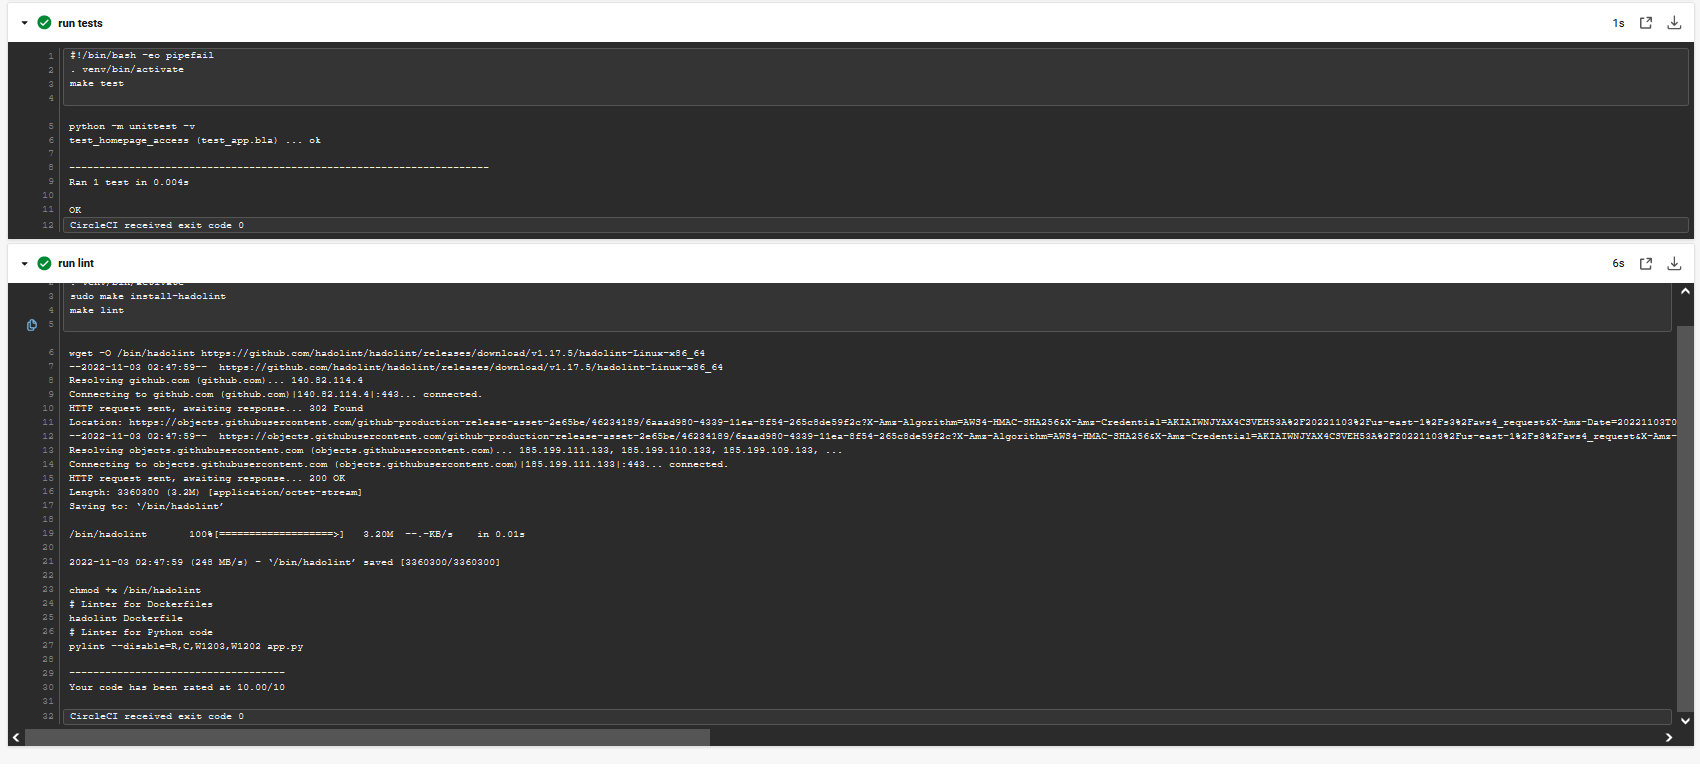 run tests
1s
1 #!/bin/bash -eo pipefail
2 . venv/bin/activate
3 make test
4
5 python -m unittest -v
6 test_homepage_access (test_app.bla) ... ok
7
8 ----------------------------------------------------------------------
9 Ran 1 test in 0.004s
10
11 OK
12 CircleCI received exit code 0
run lint
6s
2 . venv/bin/activate
3 sudo make install-hadolint
4 make lint
5
6 wget -O /bin/hadolint https://github.com/hadolint/hadolint/releases/download/v1.17.5/hadolint-Linux-x86_64
7 --2022-11-03 02:47:59--  https://github.com/hadolint/hadolint/releases/download/v1.17.5/hadolint-Linux-x86_64
8 Resolving github.com (github.com)... 140.82.114.4
9 Connecting to github.com (github.com)|140.82.114.4|:443... connected.
10 HTTP request sent, awaiting response... 302 Found
11 Location: https://objects.githubusercontent.com/github-production-release-asset-2e65be/46234189/6aaad980-4339-11ea-8f54-265c8de59f2c?X-Amz-Algorithm=AWS4-HMAC-SHA256&X-Amz-Credential=AKIAIWNJYAX4CSVEH53A%2F20221103%2Fus-east-1%2Fs3%2Faws4_request&X-Amz-Date=20221103T0
12 --2022-11-03 02:47:59--  https://objects.githubusercontent.com/github-production-release-asset-2e65be/46234189/6aaad980-4339-11ea-8f54-265c8de59f2c?X-Amz-Algorithm=AWS4-HMAC-SHA256&X-Amz-Credential=AKIAIWNJYAX4CSVEH53A%2F20221103%2Fus-east-1%2Fs3%2Faws4_request&X-Amz-
13 Resolving objects.githubusercontent.com (objects.githubusercontent.com)... 185.199.111.133, 185.199.110.133, 185.199.109.133, ...
14 Connecting to objects.githubusercontent.com (objects.githubusercontent.com)|185.199.111.133|:443... connected.
15 HTTP request sent, awaiting response... 200 OK
16 Length: 3360300 (3.2M) [application/octet-stream]
17 Saving to: ‘/bin/hadolint’
18
19 /bin/hadolint       100%[===================>]   3.20M  --.-KB/s    in 0.01s
20
21 2022-11-03 02:47:59 (248 MB/s) - ‘/bin/hadolint’ saved [3360300/3360300]
22
23 chmod +x /bin/hadolint
24 # Linter for Dockerfiles
25 hadolint Dockerfile
26 # Linter for Python code
27 pylint --disable=R,C,W1203,W1202 app.py
28
29 ------------------------------------
30 Your code has been rated at 10.00/10
31
32 CircleCI received exit code 0